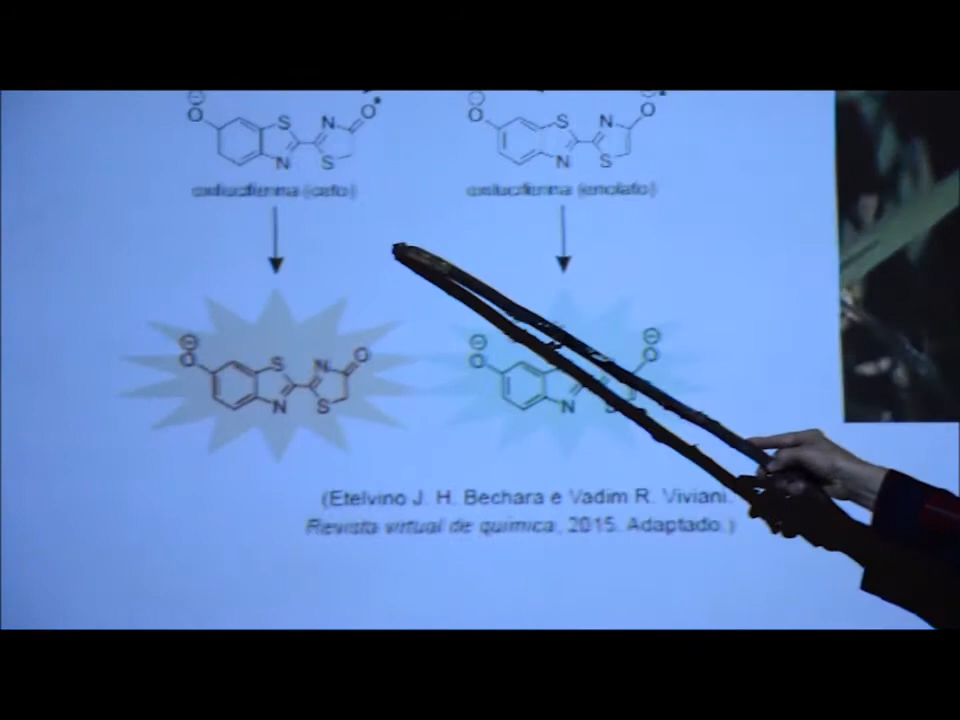 oxiluciferina (ceto)
oxiluciferina (enolato)
(Etelvino J. H. Bechara e Vadim R. Viviani.
Revista virtual de química, 2015. Adaptado.)